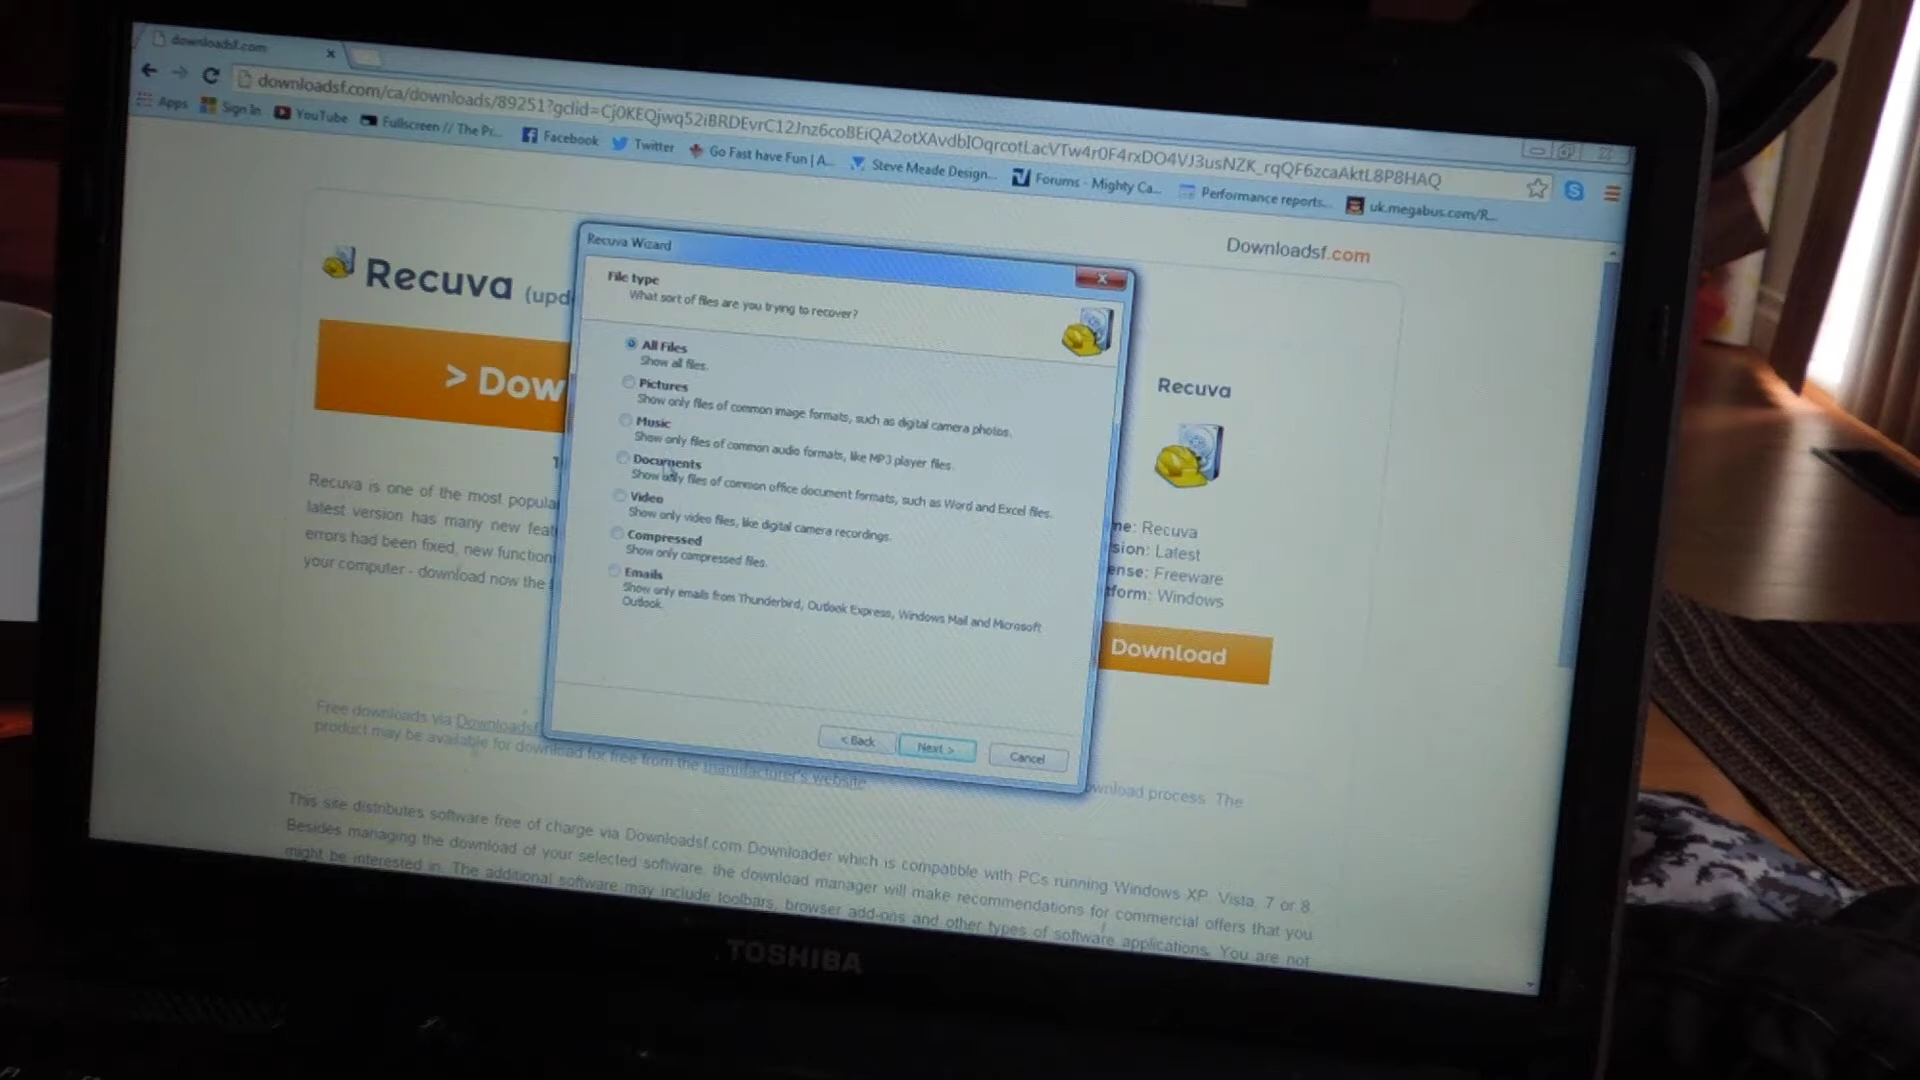 downloadsf.com
downloadsf.com/ca/downloads/89251?gclid=Cj0KEQjwq52iBRDEvrC12Jnz6coBEiQA2otXAvdbIOqrcotLacVTw4r0F4rxDO4VJ3usNZK_rqQF6zcaAktL8P8HAQ
Apps Sign In YouTube Fullscreen // The Pr... Facebook Twitter Go Fast have Fun | A... Steve Meade Design... Forums - Mighty Ca... Performance reports... uk.megabus.com/R...
Downloadsf.com
Recuva (upd
> Dow
Recuva is one of the most popula
latest version has many new feat
errors had been fixed, new function
your computer - download now the
Recuva Wizard
File type
What sort of files are you trying to recover?
All Files
Show all files.
Pictures
Show only files of common image formats, such as digital camera photos.
Music
Show only files of common audio formats, like MP3 player files.
Documents
Show only files of common office document formats, such as Word and Excel files.
Video
Show only video files, like digital camera recordings.
Compressed
Show only compressed files.
Emails
Show only emails from Thunderbird, Outlook Express, Windows Mail and Microsoft
Outlook.
< Back Next > Cancel
Recuva
me: Recuva
sion: Latest
ense: Freeware
tform: Windows
Download
Free downloads via Downloadsf
wnload process. The
product may be available for download for free from the manufacturer's website
This site distributes software free of charge via Downloadsf.com Downloader which is compatible with PCs running Windows XP, Vista, 7 or 8.
Besides managing the download of your selected software, the download manager will make recommendations for commercial offers that you
might be interested in. The additional software may include toolbars, browser add-ons and other types of software applications. You are not
TOSHIBA